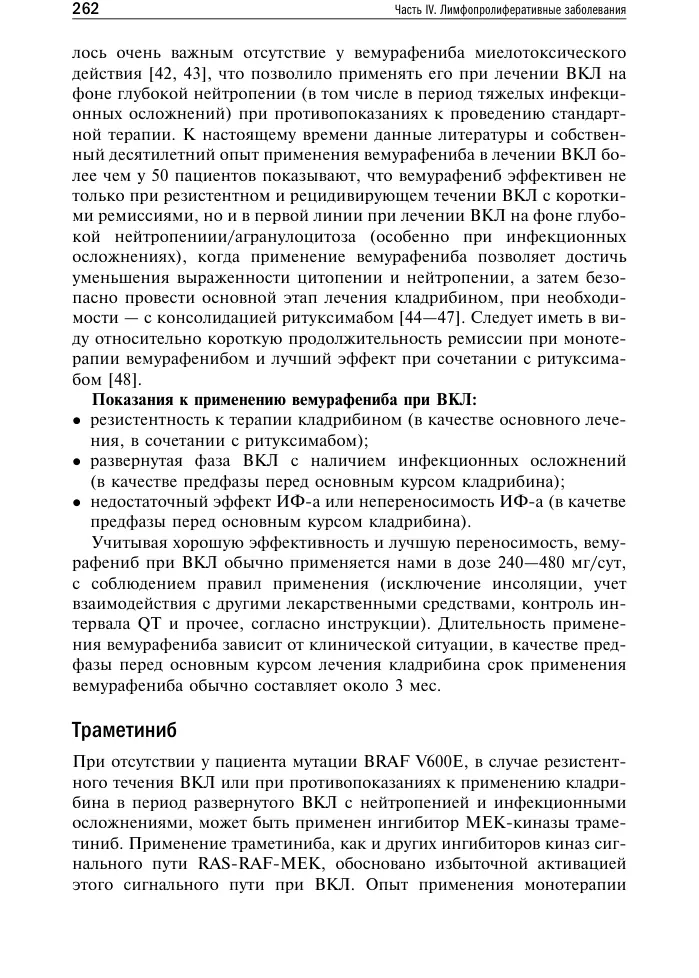 262
Часть IV. Лимфопролиферативные заболевания
лось очень важным отсутствие у вемурафениба миелотоксического
действия [42, 43], что позволило применять его при лечении ВКЛ на
фоне глубокой нейтропении (в том числе в период тяжелых инфекци-
онных осложнений) при противопоказаниях к проведению стандарт-
ной терапии. К настоящему времени данные литературы и собствен-
ный десятилетний опыт применения вемурафениба в лечении ВКЛ бо-
лее чем у 50 пациентов показывают, что вемурафениб эффективен не
только при резистентном и рецидивирующем течении ВКЛ с коротки-
ми ремиссиями, но и в первой линии при лечении ВКЛ на фоне глубо-
кой нейтропениии/агранулоцитоза (особенно при инфекционных
осложнениях), когда применение вемурафениба позволяет достичь
уменьшения выраженности цитопении и нейтропении, а затем безо-
пасно провести основной этап лечения кладрибином, при необходи-
мости — с консолидацией ритуксимабом [44—47]. Следует иметь в ви-
ду относительно короткую продолжительность ремиссии при моноте-
рапии вемурафенибом и лучший эффект при сочетании с ритуксима-
бом [48].
Показания к применению вемурафениба при ВКЛ:
● резистентность к терапии кладрибином (в качестве основного лече-
ния, в сочетании с ритуксимабом);
● развернутая фаза ВКЛ с наличием инфекционных осложнений
(в качестве предфазы перед основным курсом кладрибина);
● недостаточный эффект ИФ-а или непереносимость ИФ-а (в качетве
предфазы перед основным курсом кладрибина).
Учитывая хорошую эффективность и лучшую переносимость, вему-
рафениб при ВКЛ обычно применяется нами в дозе 240—480 мг/сут,
с соблюдением правил применения (исключение инсоляции, учет
взаимодействия с другими лекарственными средствами, контроль ин-
тервала QT и прочее, согласно инструкции). Длительность примене-
ния вемурафениба зависит от клинической ситуации, в качестве пред-
фазы перед основным курсом лечения кладрибина срок применения
вемурафениба обычно составляет около 3 мес.
Траметиниб
При отсутствии у пациента мутации BRAF V600E, в случае резистент-
ного течения ВКЛ или при противопоказаниях к применению кладри-
бина в период развернутого ВКЛ с нейтропенией и инфекционными
осложнениями, может быть применен ингибитор МЕК-киназы траме-
тиниб. Применение траметиниба, как и других ингибиторов киназ сиг-
нального пути RAS-RAF-MEK, обосновано избыточной активацией
этого сигнального пути при ВКЛ. Опыт применения монотерапии